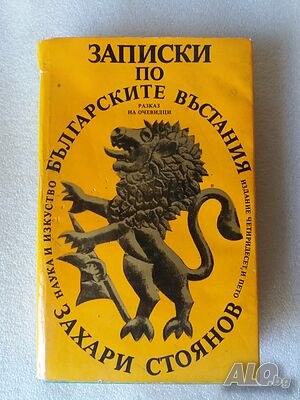 ЗАПИСКИ
ПО
БЪЛГАРСКИТЕ ВЪСТАНИЯ
РАЗКАЗ
НА ОЧЕВИДЦИ
НАУКА И ИЗКУСТВО
ИЗДАНИЕ ЧЕТИРИДЕСЕТ И ПЕТО
ЗАХАРИ СТОЯНОВ
ALO.bg